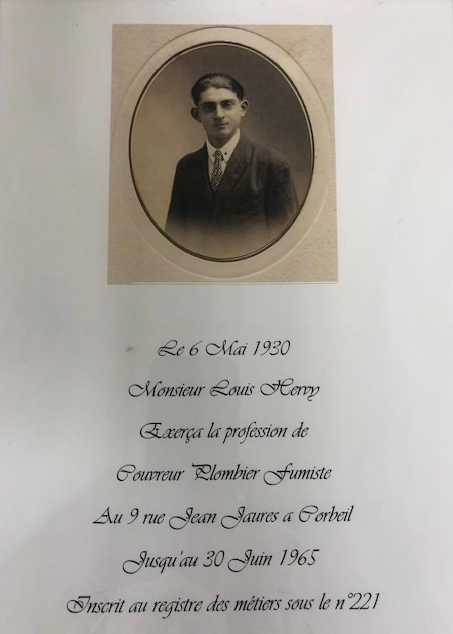 Le 6 Mai 1930
Monsieur Louis Hervy
Exerça la profession de
Couvreur Plombier Fumiste
Au 9 rue Jean Jaures a Corbeil
Jusqu'au 30 Juin 1965
Inscrit au registre des métiers sous le n°221